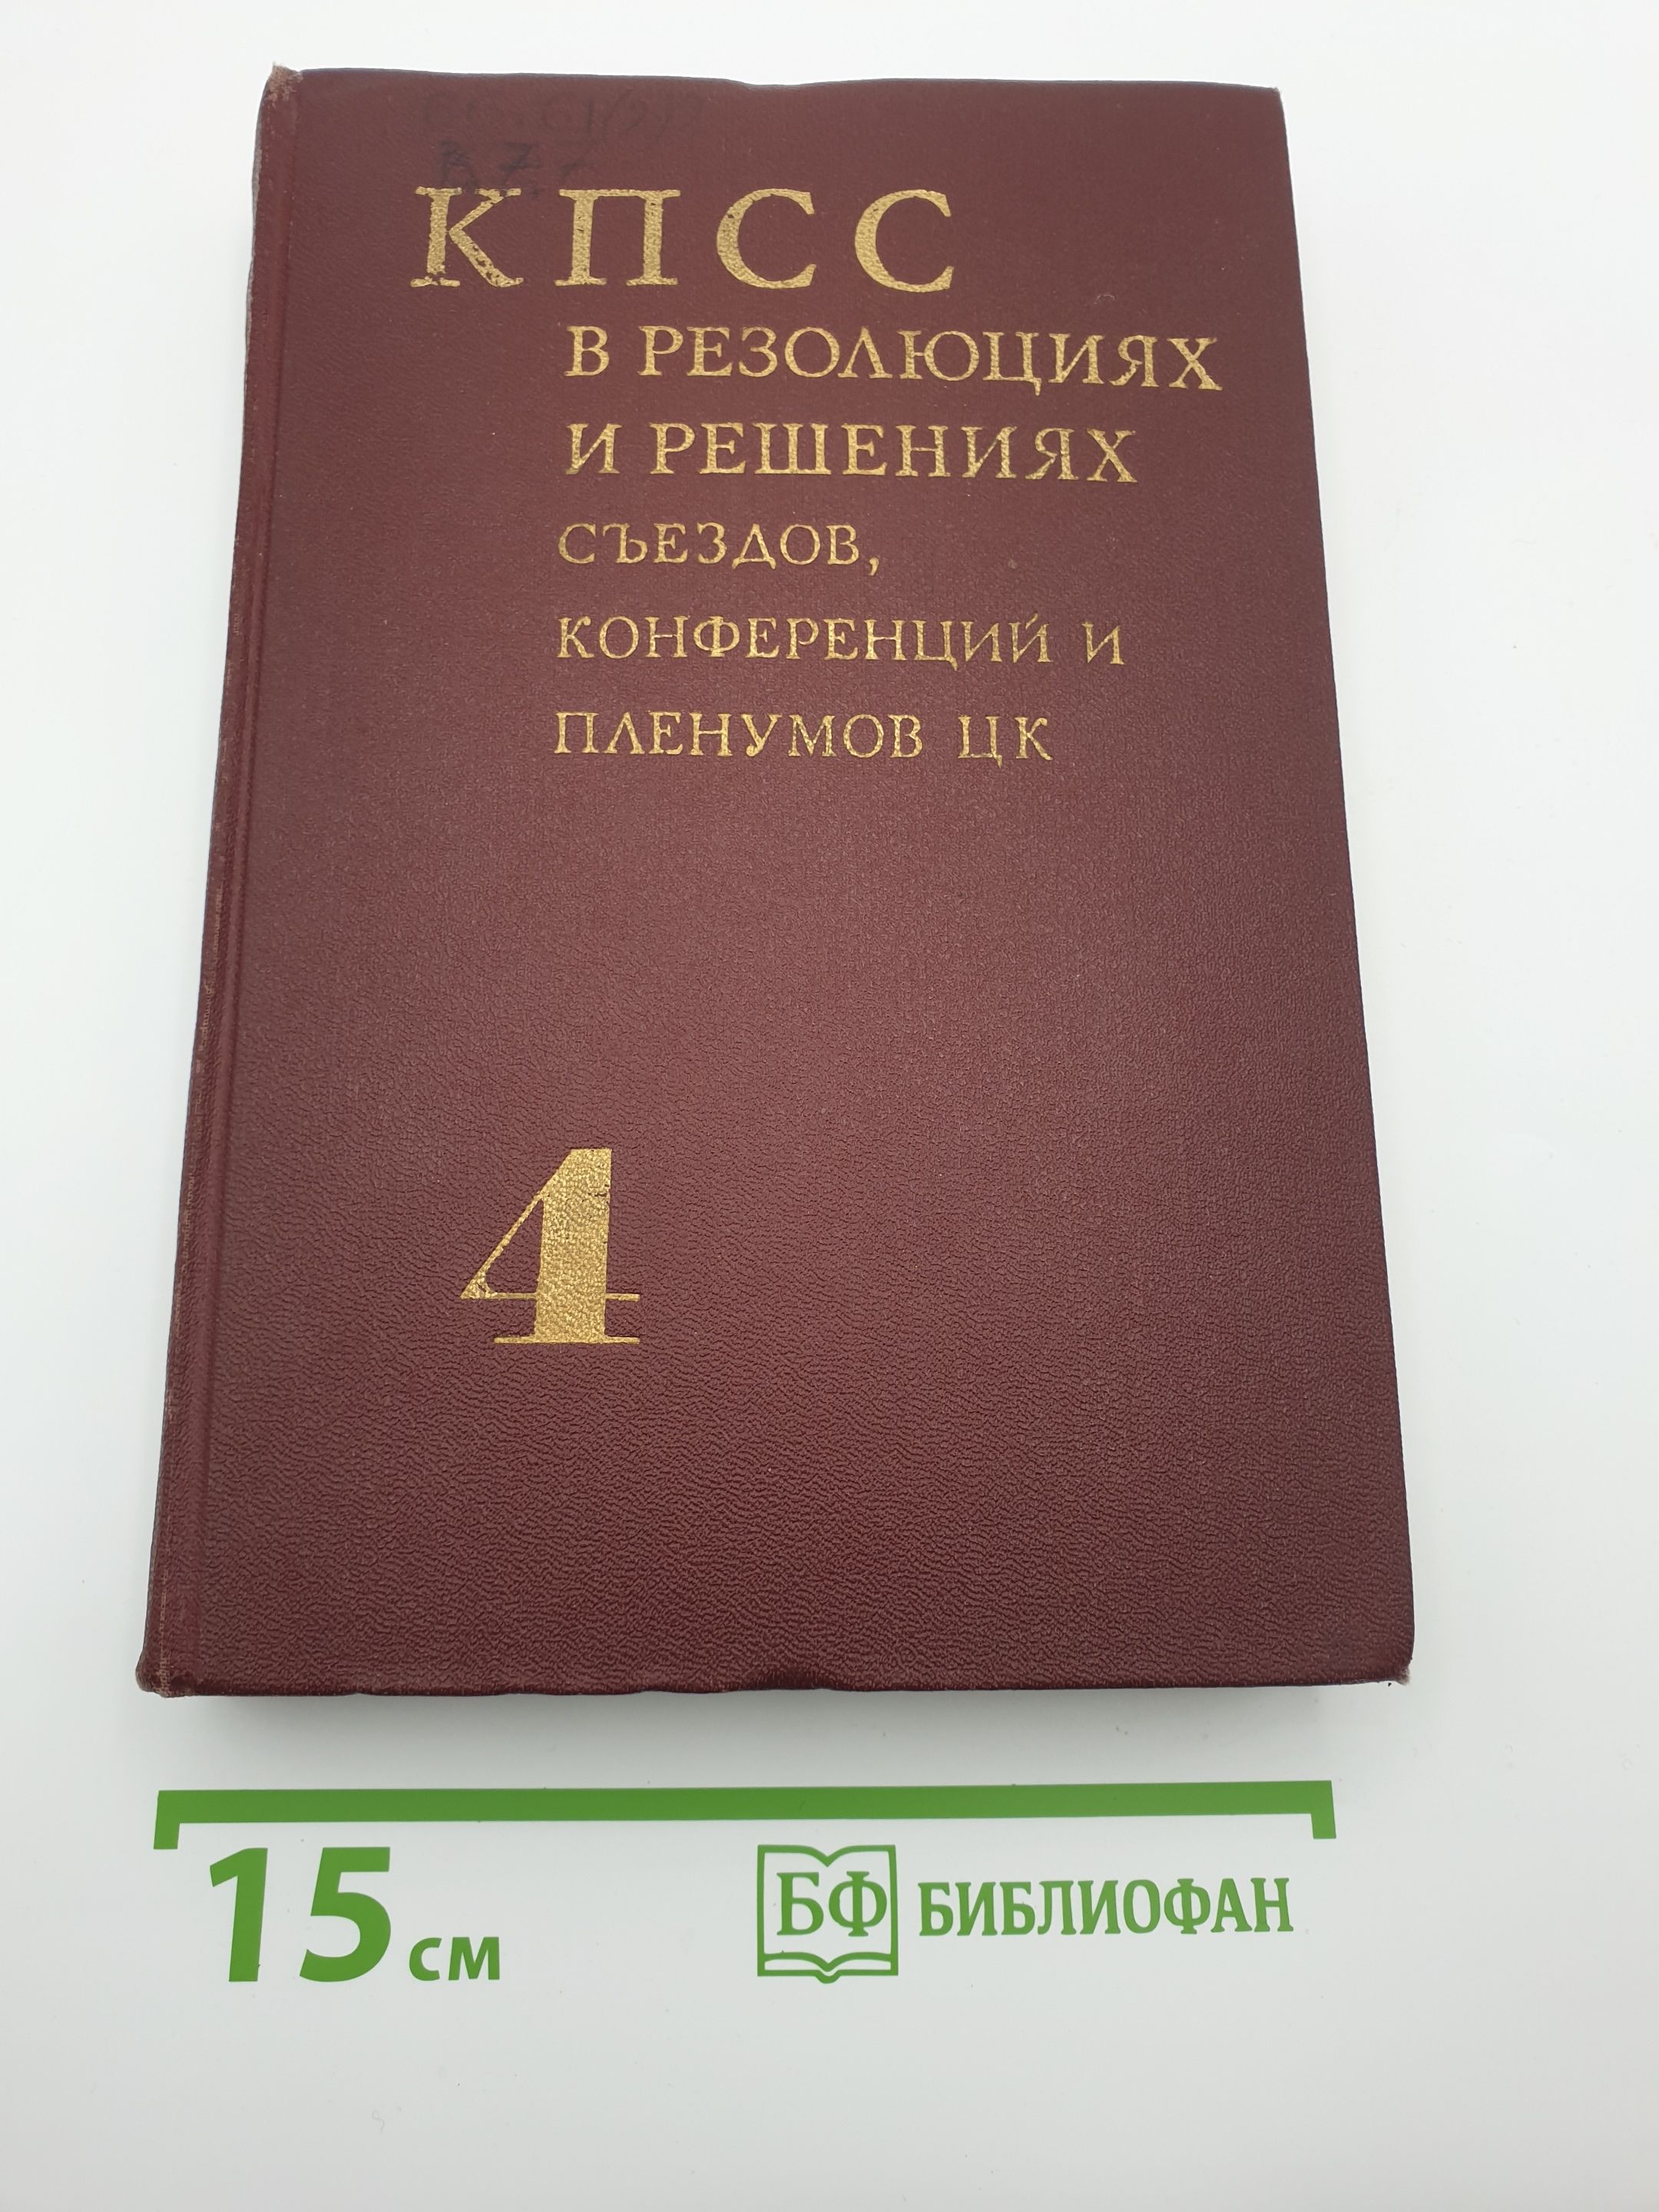 КПСС
В РЕЗОЛЮЦИЯХ
И РЕШЕНИЯХ
СЪЕЗДОВ,
КОНФЕРЕНЦИЙ И
ПЛЕНУМОВ ЦК
4
15 см
БФ БИБЛИОФАН